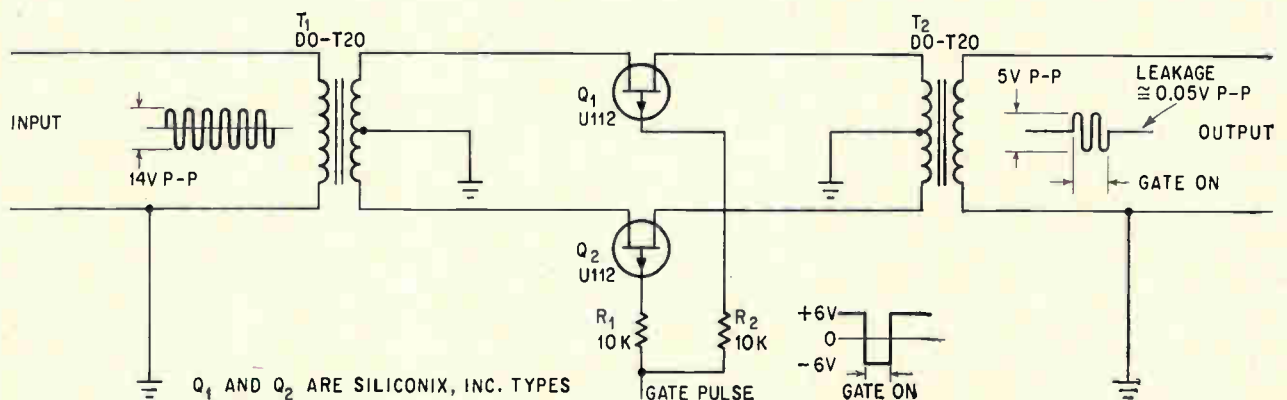 T₁
DO-T20
T₂
DO-T20
Q₁
U112
5V P-P
LEAKAGE
≅ 0.05V P-P
INPUT
OUTPUT
14V P-P
GATE ON
Q₂
U112
R₁
10K
R₂
10K
+6V
0
-6V
Q₁ AND Q₂ ARE SILICONIX, INC. TYPES
GATE PULSE
GATE ON